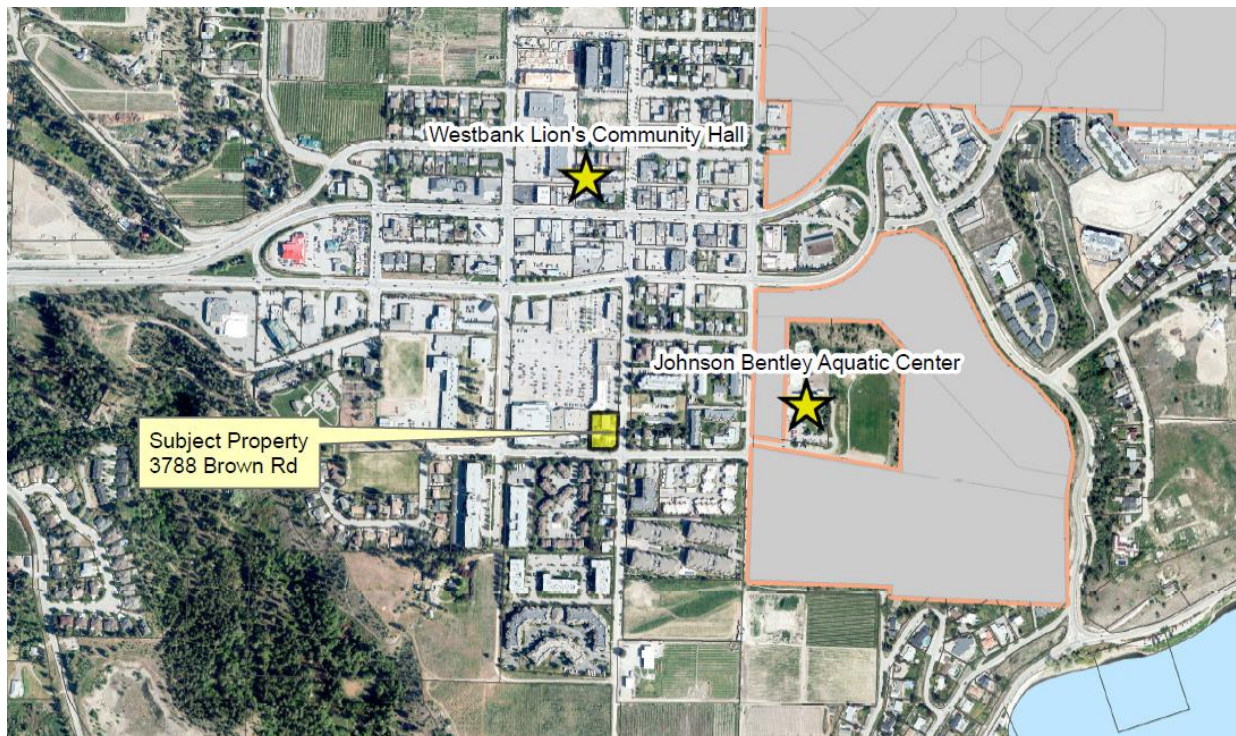 Westbank Lion's Community Hall
Johnson Bentley Aquatic Center
Subject Property
3788 Brown Rd